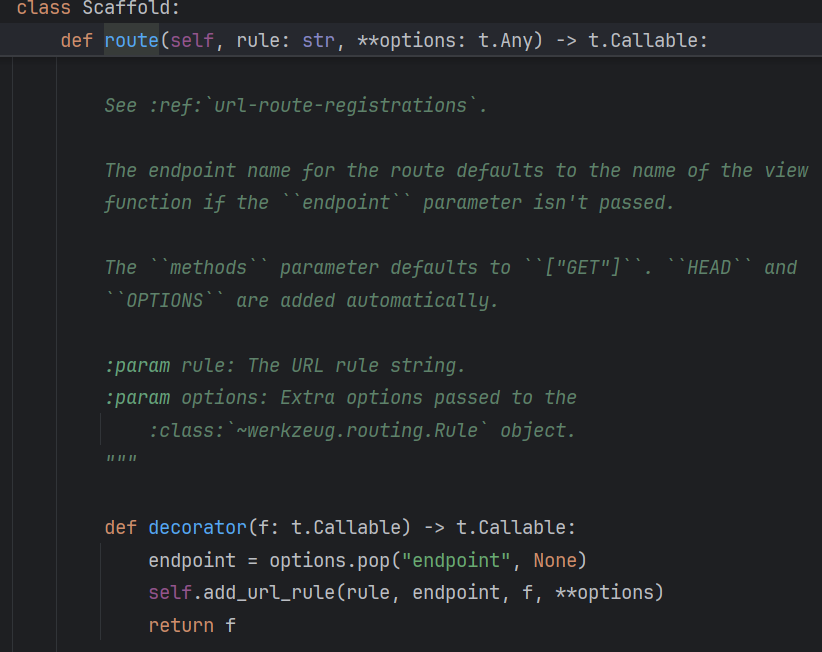 class Scaffold:
def route(self, rule: str, **options: t.Any) -> t.Callable:
See :ref:`url-route-registrations`.
The endpoint name for the route defaults to the name of the view
function if the ``endpoint`` parameter isn't passed.
The ``methods`` parameter defaults to ``["GET"]``. ``HEAD`` and
``OPTIONS`` are added automatically.
:param rule: The URL rule string.
:param options: Extra options passed to the
:class:`~werkzeug.routing.Rule` object.
"""
def decorator(f: t.Callable) -> t.Callable:
endpoint = options.pop("endpoint", None)
self.add_url_rule(rule, endpoint, f, **options)
return f